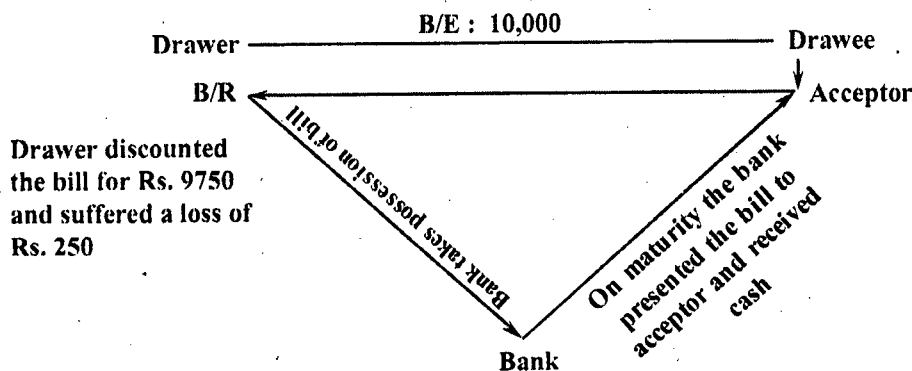 B/E : 10,000
Drawer
Drawee
B/R
Acceptor
Drawer discounted
the bill for Rs. 9750
and suffered a loss of
Rs. 250
Bank takes possession of bill
On maturity the bank
presented the bill to
acceptor and received
cash
Bank